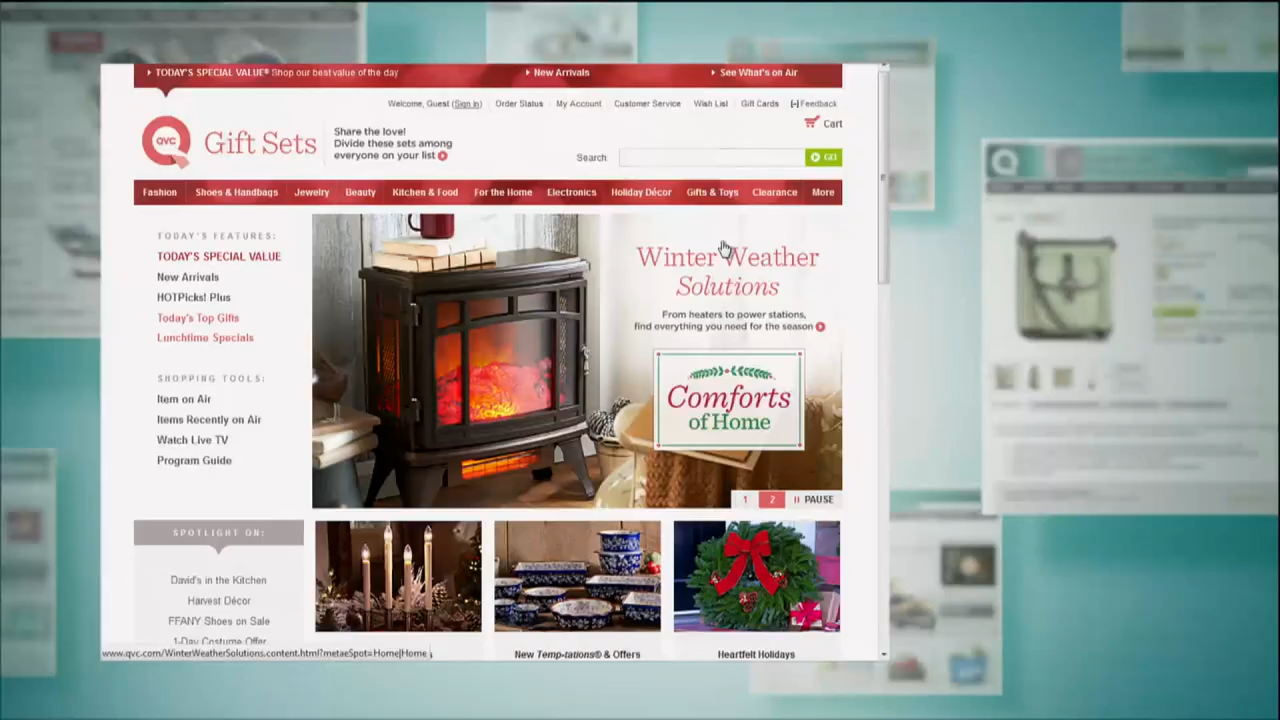 TODAY'S SPECIAL VALUE® Shop our best value of the day
New Arrivals
See What's on Air
Welcome, Guest (Sign In)
Order Status
My Account
Customer Service
Wish List
Gift Cards
[-] Feedback
Cart
QVC
Gift Sets
Share the love!
Divide these sets among
everyone on your list
Search:
GO
Fashion
Shoes & Handbags
Jewelry
Beauty
Kitchen & Food
For the Home
Electronics
Holiday Décor
Gifts & Toys
Clearance
More
TODAY'S FEATURES:
TODAY'S SPECIAL VALUE
New Arrivals
HOTPicks! Plus
Today's Top Gifts
Lunchtime Specials
SHOPPING TOOLS:
Item on Air
Items Recently on Air
Watch Live TV
Program Guide
Winter Weather
Solutions
From heaters to power stations,
find everything you need for the season
Comforts
of Home
1
2
PAUSE
SPOTLIGHT ON:
David's in the Kitchen
Harvest Décor
FFANY Shoes on Sale
1-Day Costume Offer
www.qvc.com/WinterWeatherSolutions.content.html?metaeSpot=Home|Home
New Temp-tations® & Offers
Heartfelt Holidays